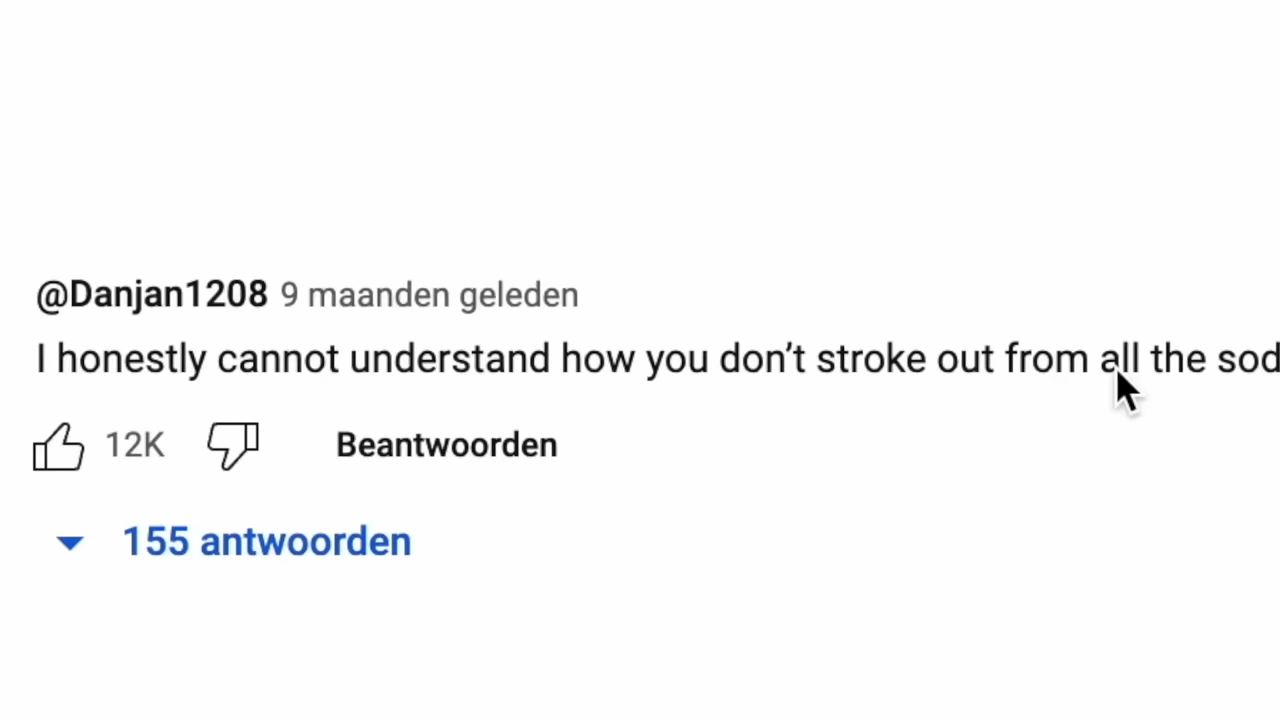 @Danjan1208 9 maanden geleden
I honestly cannot understand how you don’t stroke out from all the sod
12K Beantwoorden
155 antwoorden